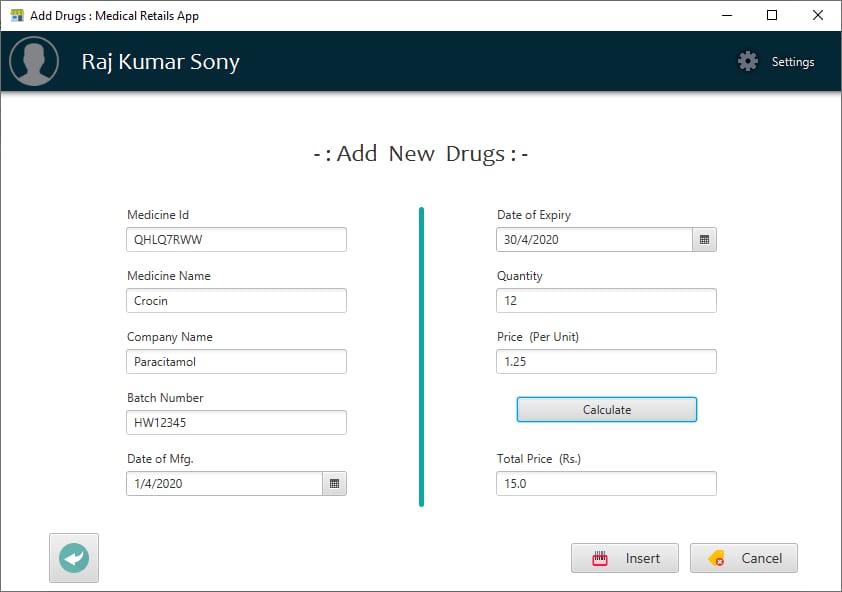 Add Drugs : Medical Retails App
Raj Kumar Sony
Settings
- : Add New Drugs : -
Medicine Id
QHLQ7RWW
Medicine Name
Crocin
Company Name
Paracitamol
Batch Number
HW12345
Date of Mfg.
1/4/2020
Date of Expiry
30/4/2020
Quantity
12
Price (Per Unit)
1.25
Calculate
Total Price (Rs.)
15.0
Insert
Cancel